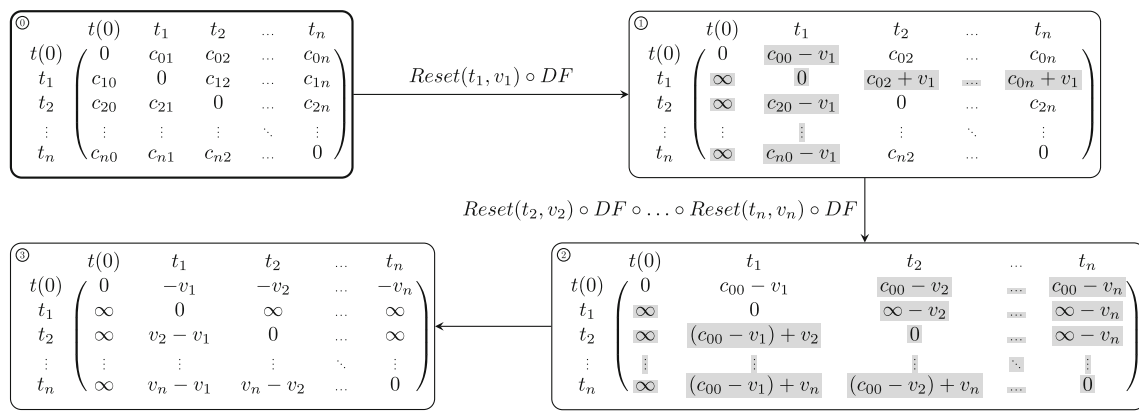 ⓪
t(0) t₁ t₂ ... tₙ
t(0) 0 c₀₁ c₀₂ ... c₀ₙ
t₁ c₁₀ 0 c₁₂ ... c₁ₙ
t₂ c₂₀ c₂₁ 0 ... c₂ₙ
⋮ ⋮ ⋮ ⋮ ⋱ ⋮
tₙ cₙ₀ cₙ₁ cₙ₂ ... 0
Reset(t₁, v₁) ∘ DF
①
t(0) t₁ t₂ ... tₙ
t(0) 0 c₀₀ − v₁ c₀₂ ... c₀ₙ
t₁ ∞ 0 c₀₂ + v₁ ... c₀ₙ + v₁
t₂ ∞ c₂₀ − v₁ 0 ... c₂ₙ
⋮ ⋮ ⋮ ⋮ ⋱ ⋮
tₙ ∞ cₙ₀ − v₁ cₙ₂ ... 0
Reset(t₂, v₂) ∘ DF ∘ ... ∘ Reset(tₙ, vₙ) ∘ DF
③
t(0) t₁ t₂ ... tₙ
t(0) 0 −v₁ −v₂ ... −vₙ
t₁ ∞ 0 ∞ ... ∞
t₂ ∞ v₂ − v₁ 0 ... ∞
⋮ ⋮ ⋮ ⋮ ⋱ ⋮
tₙ ∞ vₙ − v₁ vₙ − v₂ ... 0
②
t(0) t₁ t₂ ... tₙ
t(0) 0 c₀₀ − v₁ c₀₀ − v₂ ... c₀₀ − vₙ
t₁ ∞ 0 ∞ − v₂ ... ∞ − vₙ
t₂ ∞ (c₀₀ − v₁) + v₂ 0 ... ∞ − vₙ
⋮ ⋮ ⋮ ⋮ ⋱ ⋮
tₙ ∞ (c₀₀ − v₁) + vₙ (c₀₀ − v₂) + vₙ ... 0